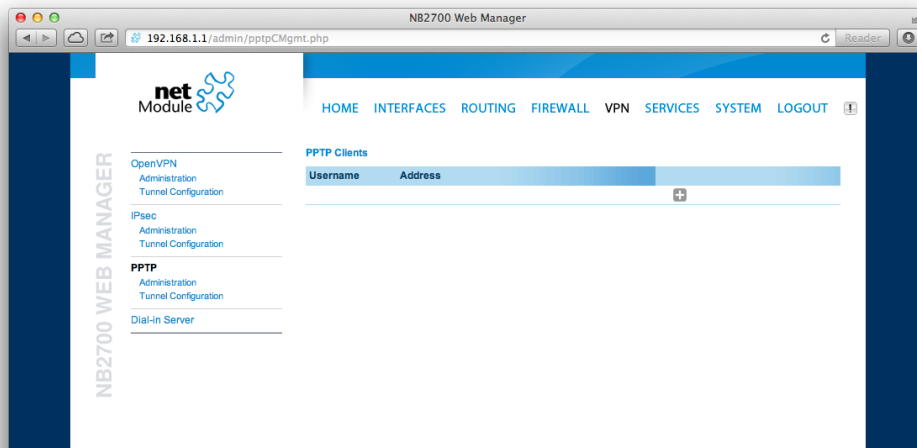 NB2700 Web Manager
192.168.1.1/admin/pptpCMgmt.php
Reader
net
Module
HOME INTERFACES ROUTING FIREWALL VPN SERVICES SYSTEM LOGOUT
NB2700 WEB MANAGER
OpenVPN
Administration
Tunnel Configuration
IPsec
Administration
Tunnel Configuration
PPTP
Administration
Tunnel Configuration
Dial-in Server
PPTP Clients
Username Address